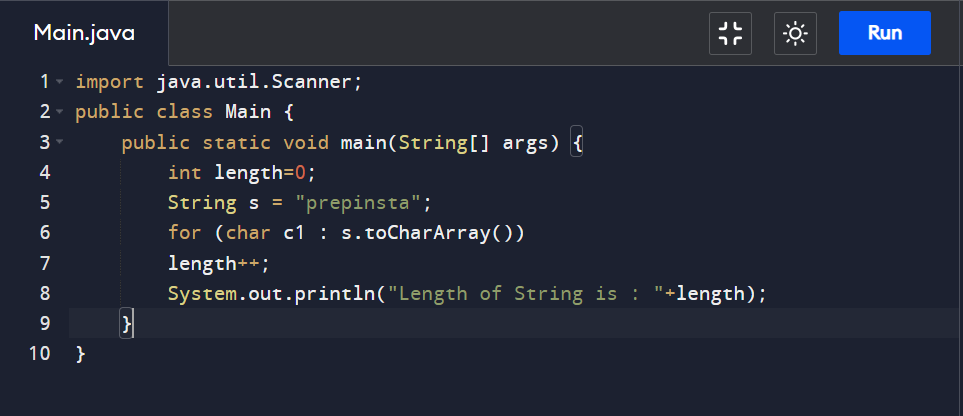 Main.java
Run
1 import java.util.Scanner;
2 public class Main {
3     public static void main(String[] args) {
4         int length=0;
5         String s = "prepinsta";
6         for (char c1 : s.toCharArray())
7         length++;
8         System.out.println("Length of String is : "+length);
9     }
10 }